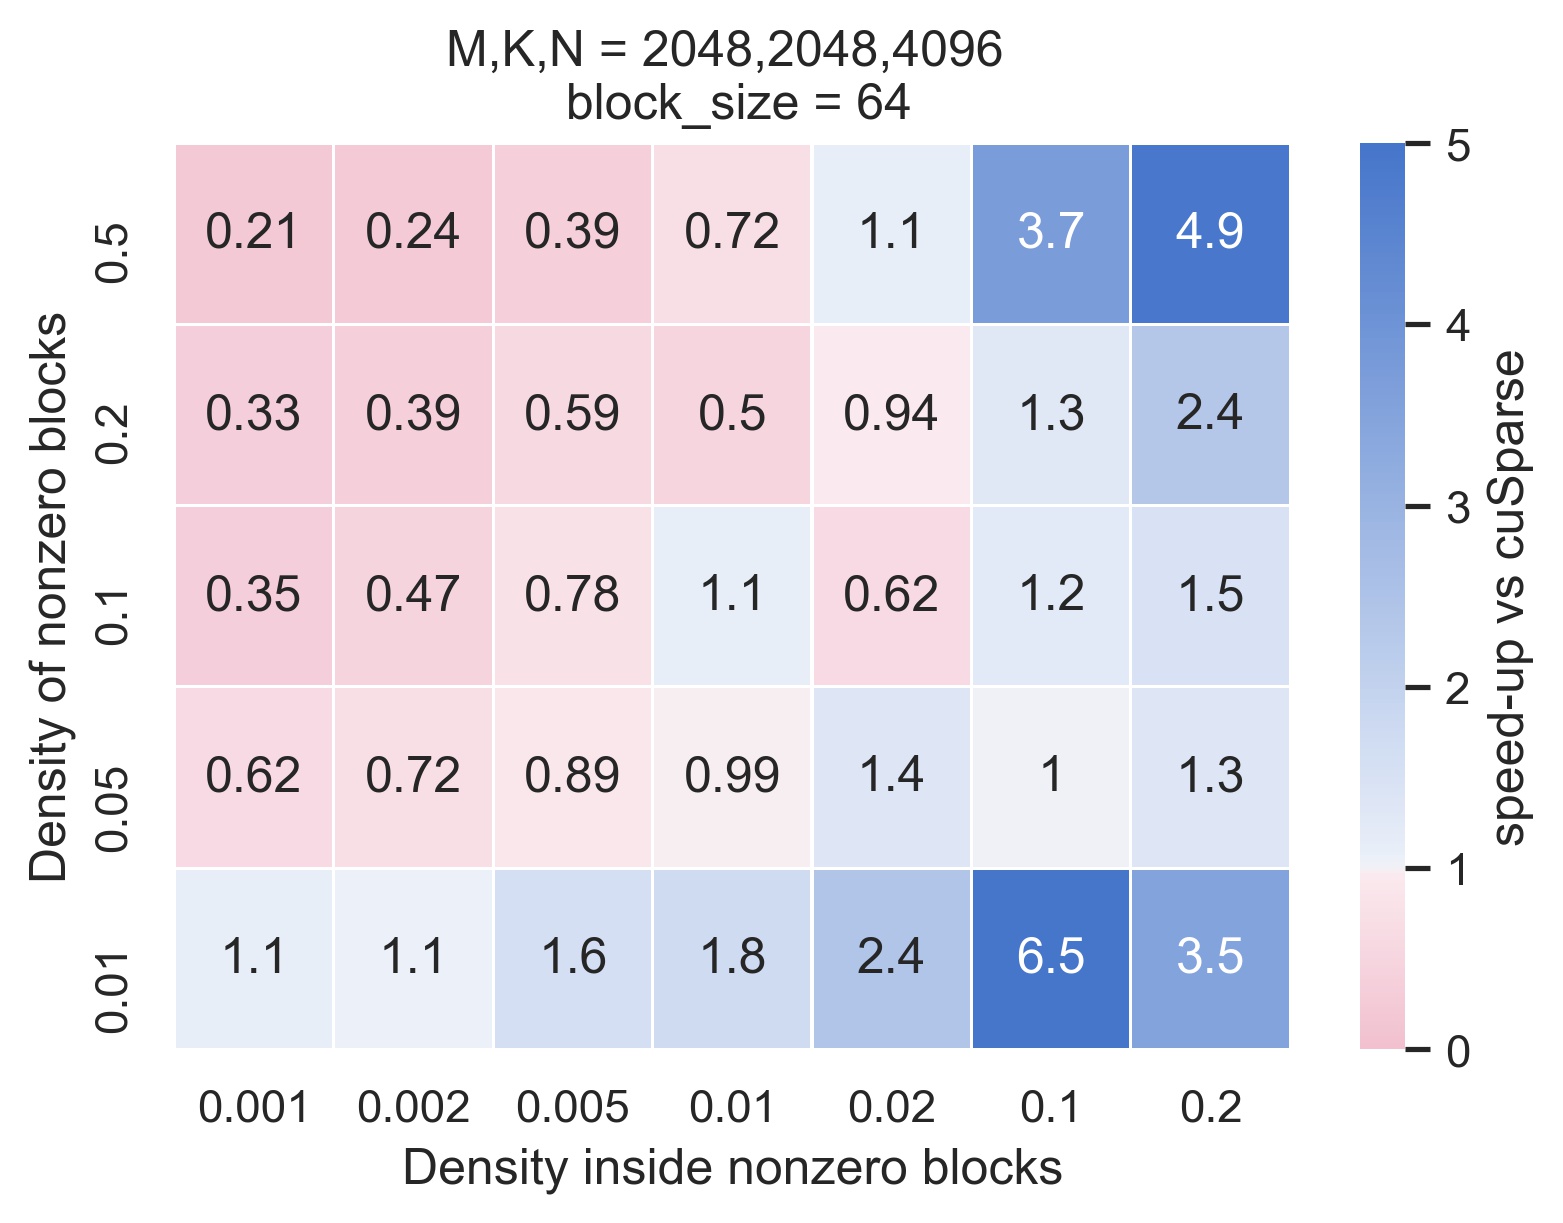 M,K,N = 2048,2048,4096
block_size = 64
Density of nonzero blocks
0.5 0.21 0.24 0.39 0.72 1.1 3.7 4.9
0.2 0.33 0.39 0.59 0.5 0.94 1.3 2.4
0.1 0.35 0.47 0.78 1.1 0.62 1.2 1.5
0.05 0.62 0.72 0.89 0.99 1.4 1 1.3
0.01 1.1 1.1 1.6 1.8 2.4 6.5 3.5
0.001 0.002 0.005 0.01 0.02 0.1 0.2
Density inside nonzero blocks
5
4
3
2
1
0
speed-up vs cuSparse